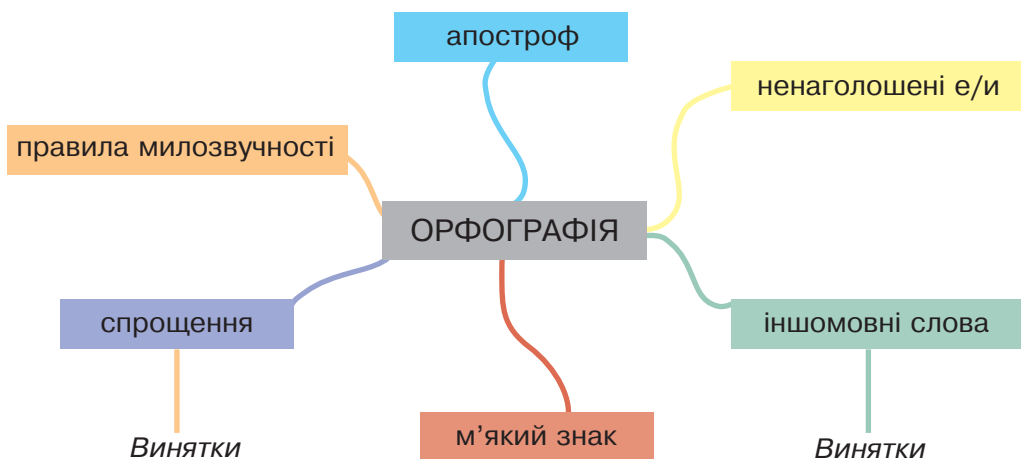 апостроф
ненаголошені е/и
правила милозвучності
ОРФОГРАФІЯ
спрощення
іншомовні слова
м’який знак
Винятки
Винятки